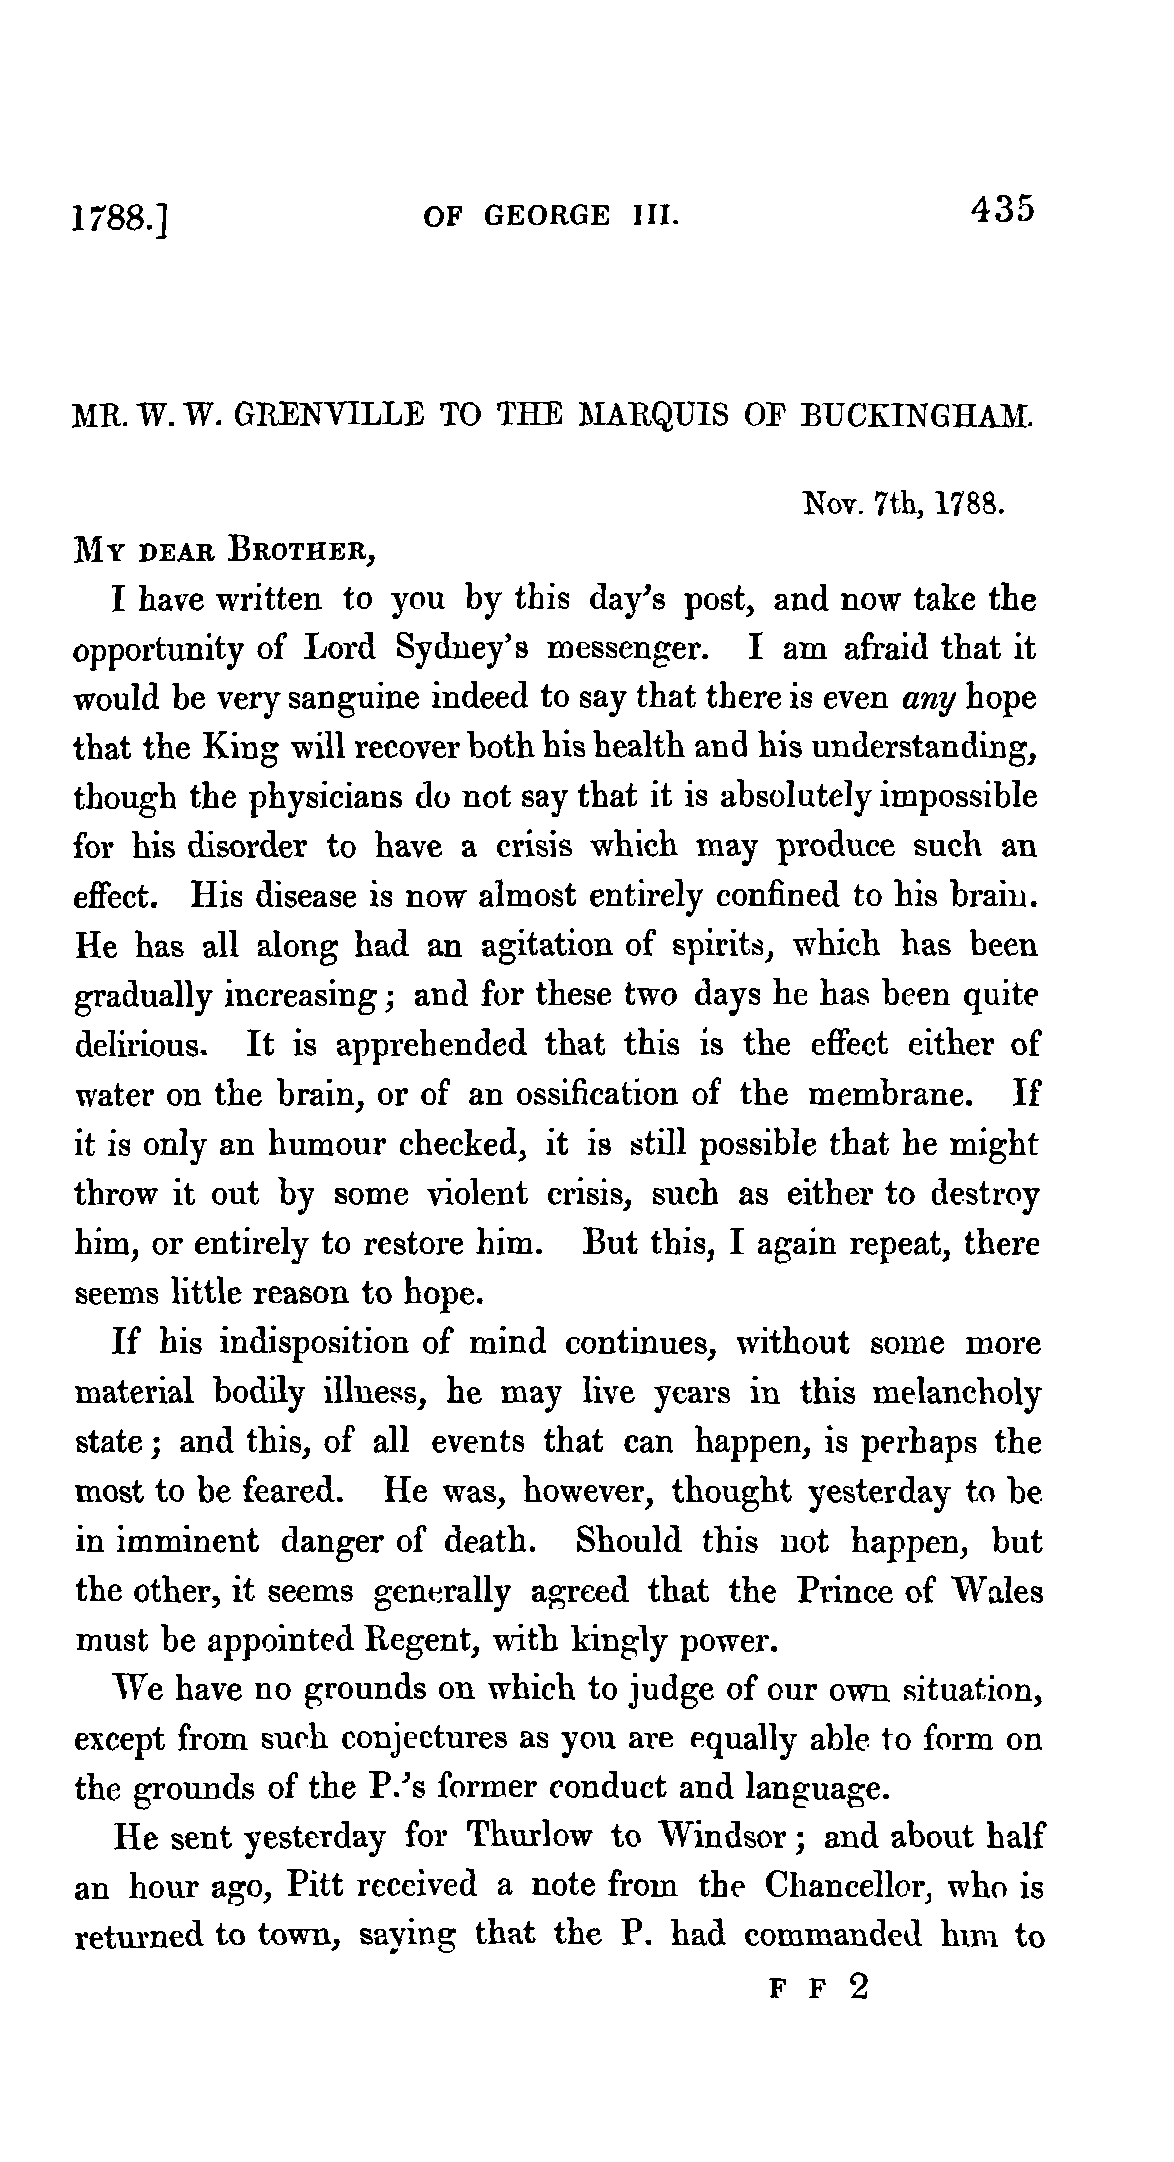 1788.] OF GEORGE III. 435
MR. W. W. GRENVILLE TO THE MARQUIS OF BUCKINGHAM.
Nov. 7th, 1788.
MY DEAR BROTHER,
I have written to you by this day's post, and now take the
opportunity of Lord Sydney's messenger. I am afraid that it
would be very sanguine indeed to say that there is even any hope
that the King will recover both his health and his understanding,
though the physicians do not say that it is absolutely impossible
for his disorder to have a crisis which may produce such an
effect. His disease is now almost entirely confined to his brain.
He has all along had an agitation of spirits, which has been
gradually increasing; and for these two days he has been quite
delirious. It is apprehended that this is the effect either of
water on the brain, or of an ossification of the membrane. If
it is only an humour checked, it is still possible that he might
throw it out by some violent crisis, such as either to destroy
him, or entirely to restore him. But this, I again repeat, there
seems little reason to hope.
If his indisposition of mind continues, without some more
material bodily illness, he may live years in this melancholy
state; and this, of all events that can happen, is perhaps the
most to be feared. He was, however, thought yesterday to be
in imminent danger of death. Should this not happen, but
the other, it seems generally agreed that the Prince of Wales
must be appointed Regent, with kingly power.
We have no grounds on which to judge of our own situation,
except from such conjectures as you are equally able to form on
the grounds of the P.'s former conduct and language.
He sent yesterday for Thurlow to Windsor; and about half
an hour ago, Pitt received a note from the Chancellor, who is
returned to town, saying that the P. had commanded him to
F F 2